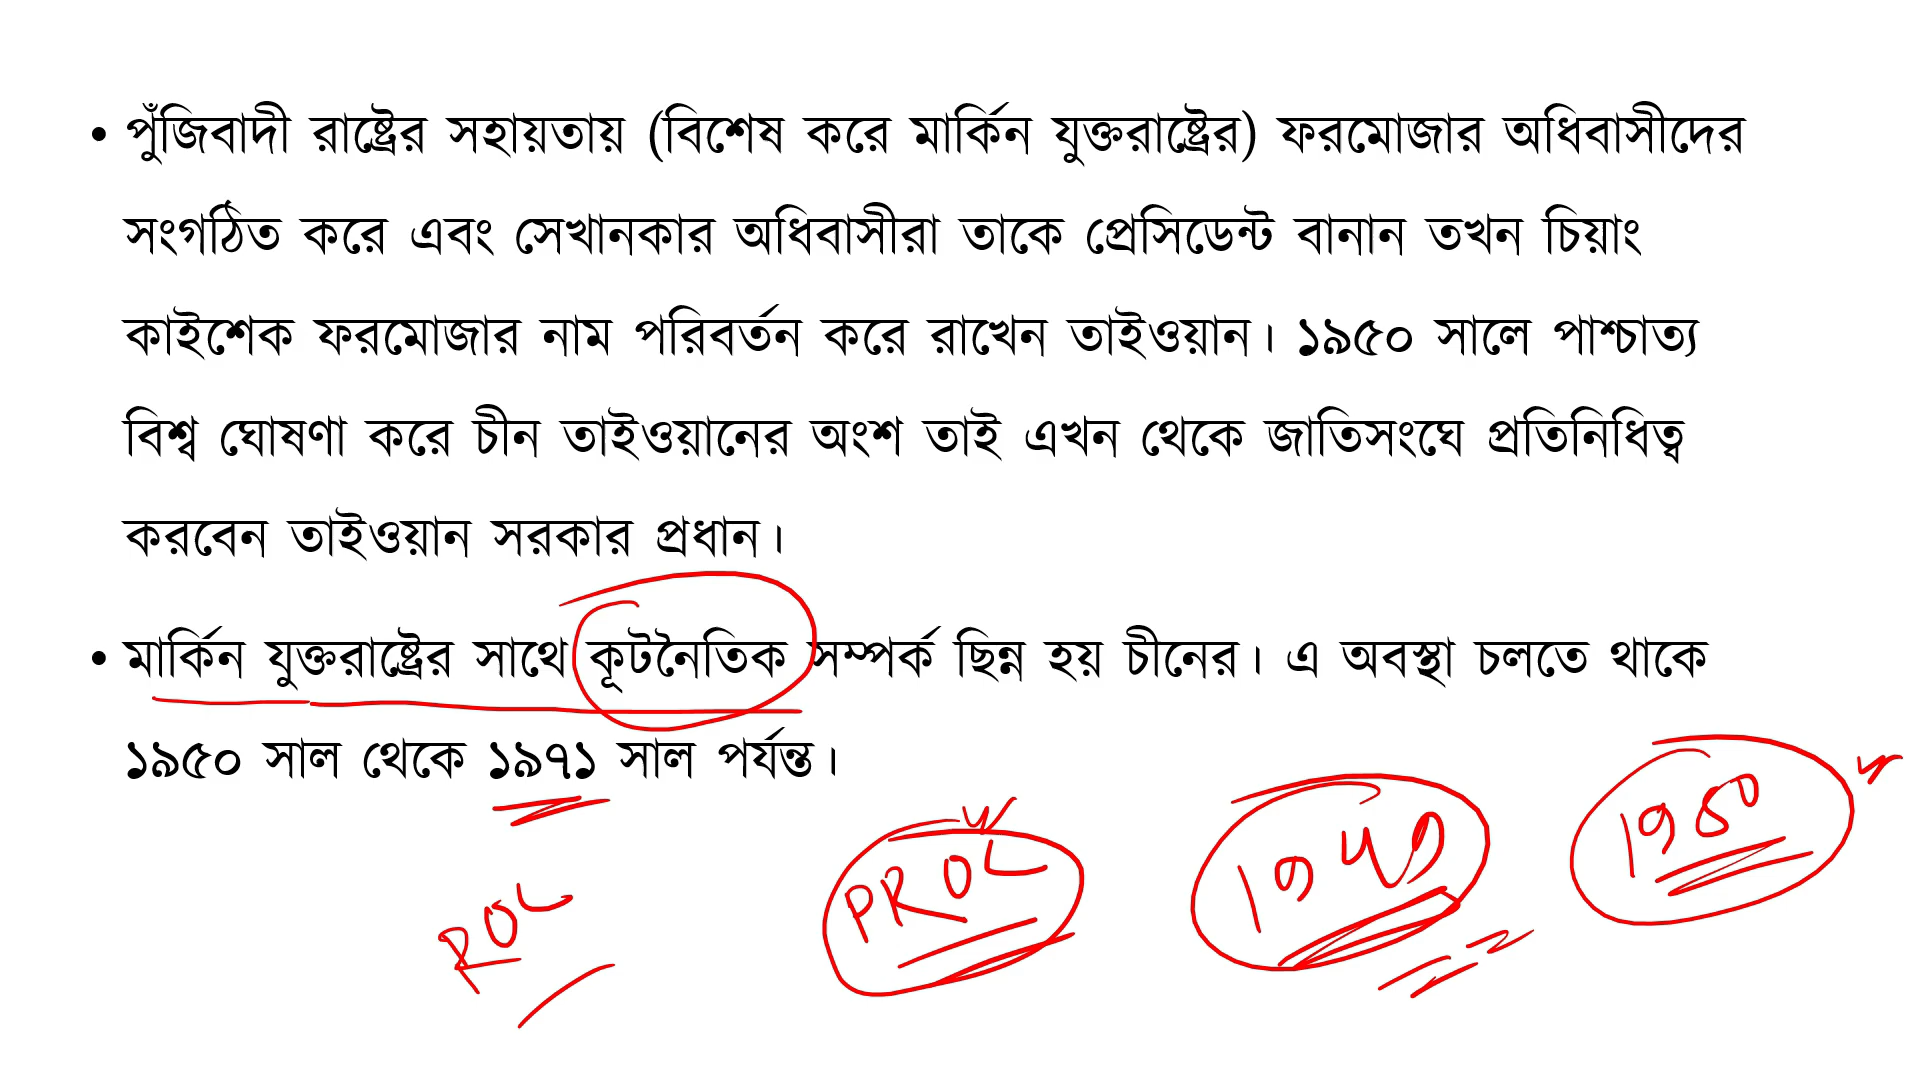 • পুঁজিবাদী রাষ্ট্রের সহায়তায় (বিশেষ করে মার্কিন যুক্তরাষ্ট্রের) ফরমোজার অধিবাসীদের
সংগঠিত করে এবং সেখানকার অধিবাসীরা তাকে প্রেসিডেন্ট বানান তখন চিয়াং
কাইশেক ফরমোজার নাম পরিবর্তন করে রাখেন তাইওয়ান। ১৯৫০ সালে পাশ্চাত্য
বিশ্ব ঘোষণা করে চীন তাইওয়ানের অংশ তাই এখন থেকে জাতিসংঘে প্রতিনিধিত্ব
করবেন তাইওয়ান সরকার প্রধান।
• মার্কিন যুক্তরাষ্ট্রের সাথে কূটনৈতিক সম্পর্ক ছিন্ন হয় চীনের। এ অবস্থা চলতে থাকে
১৯৫০ সাল থেকে ১৯৭১ সাল পর্যন্ত।
ROC PROC 1949 1950